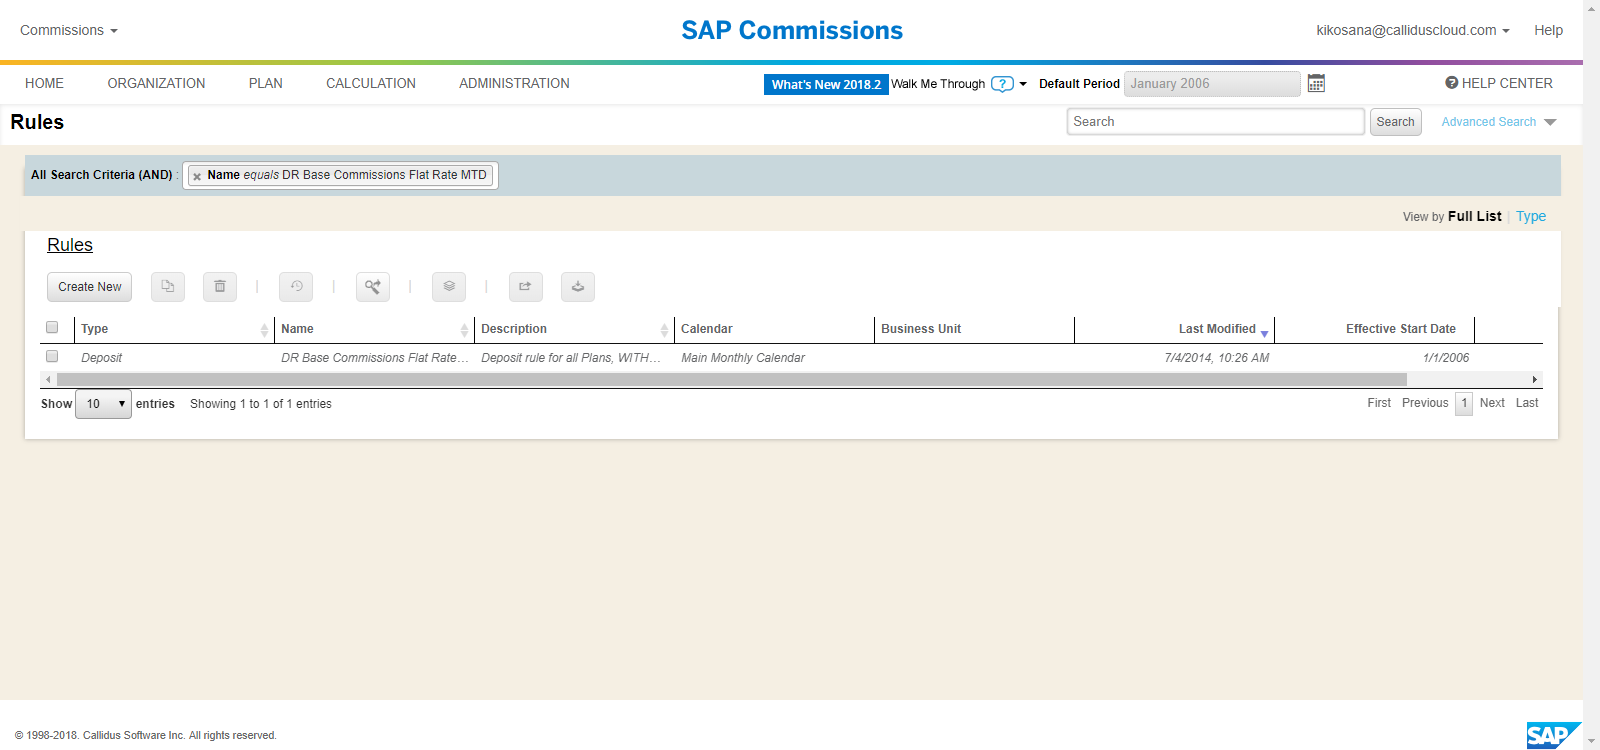 Commissions
SAP Commissions
kikosana@calliduscloud.com
Help
HOME ORGANIZATION PLAN CALCULATION ADMINISTRATION
What's New 2018.2 Walk Me Through ? Default Period January 2006
? HELP CENTER
Rules
Search Search Advanced Search
All Search Criteria (AND) : × Name equals DR Base Commissions Flat Rate MTD
View by Full List | Type
Rules
Create New
Type Name Description Calendar Business Unit Last Modified Effective Start Date
Deposit DR Base Commissions Flat Rate... Deposit rule for all Plans, WITH... Main Monthly Calendar 7/4/2014, 10:26 AM 1/1/2006
Show 10 entries Showing 1 to 1 of 1 entries First Previous 1 Next Last
© 1998-2018. Callidus Software Inc. All rights reserved.
SAP